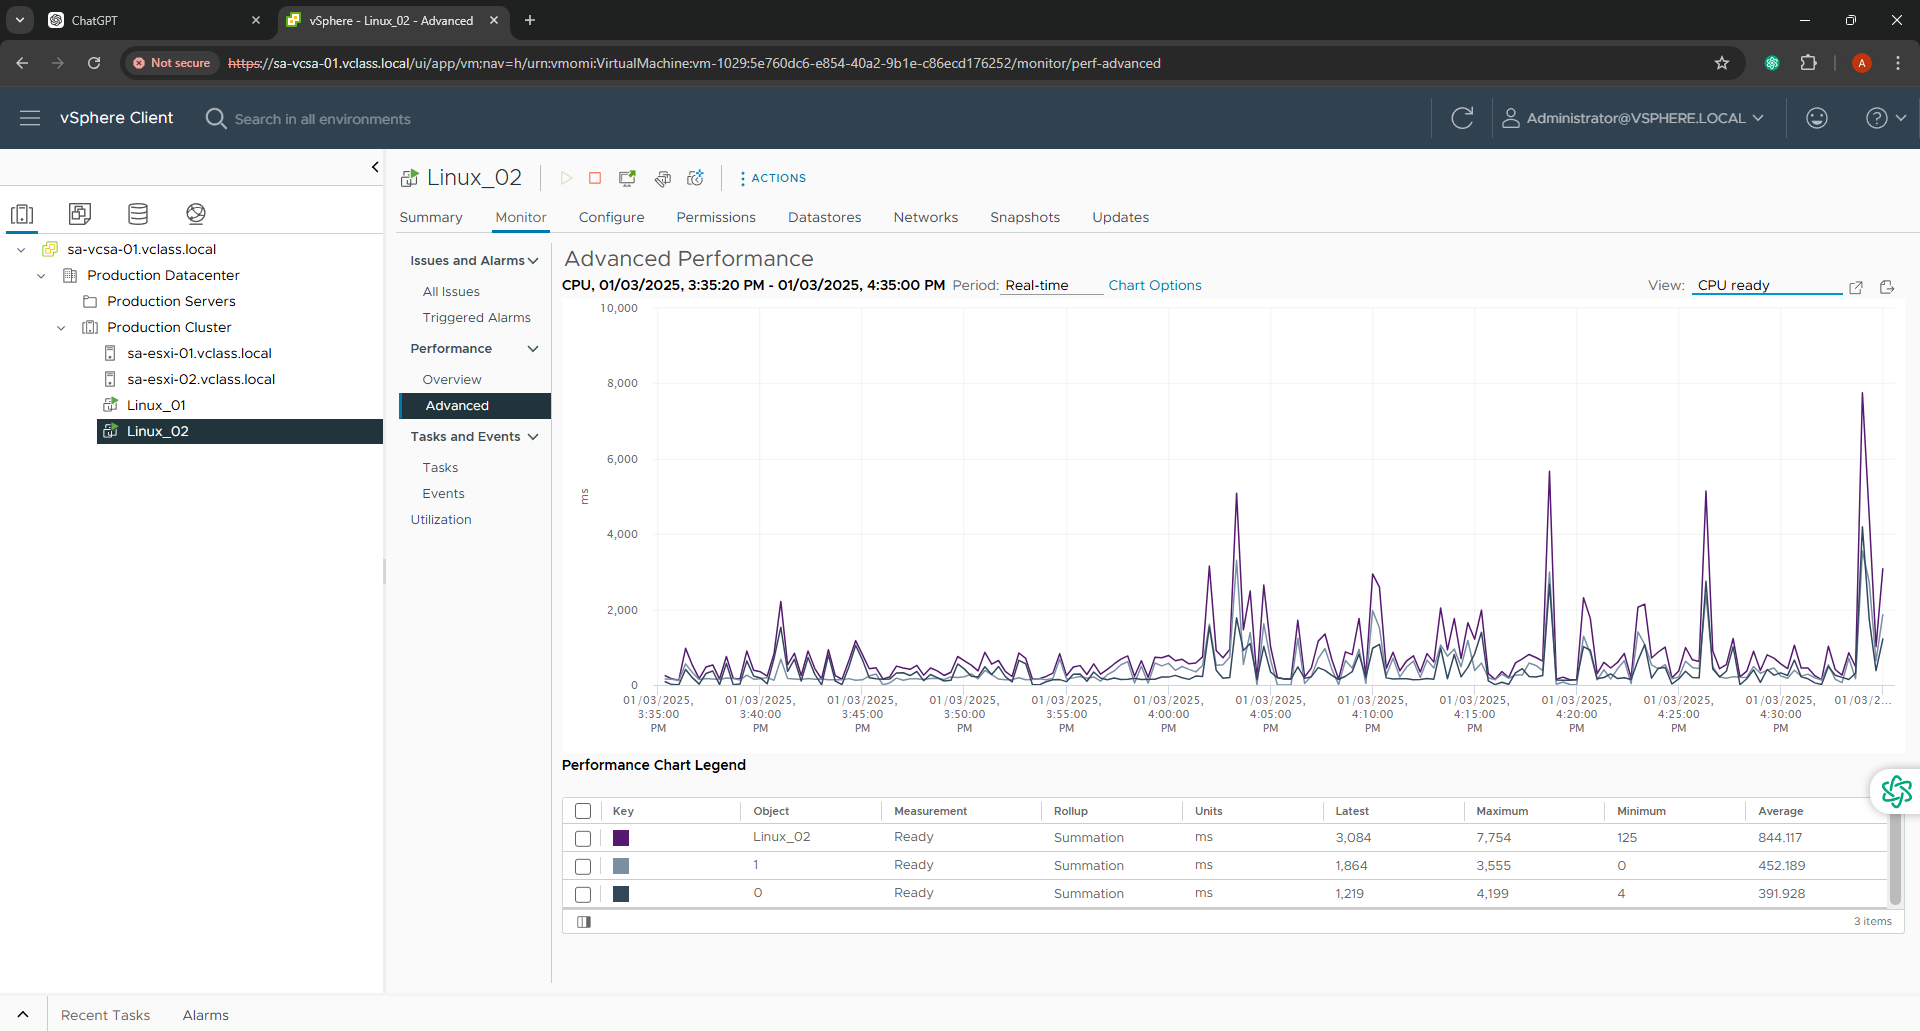 ChatGPT
vSphere - Linux_02 - Advanced
Not secure
https://sa-vcsa-01.vclass.local/ui/app/vm;nav=h/urn:vmomi:VirtualMachine:vm-1029:5e760dc6-e854-40a2-9b1e-c86ecd176252/monitor/perf-advanced
A
vSphere Client
Search in all environments
Administrator@VSPHERE.LOCAL
sa-vcsa-01.vclass.local
Production Datacenter
Production Servers
Production Cluster
sa-esxi-01.vclass.local
sa-esxi-02.vclass.local
Linux_01
Linux_02
Linux_02
ACTIONS
Summary Monitor Configure Permissions Datastores Networks Snapshots Updates
Issues and Alarms
All Issues
Triggered Alarms
Performance
Overview
Advanced
Tasks and Events
Tasks
Events
Utilization
Advanced Performance
CPU, 01/03/2025, 3:35:20 PM - 01/03/2025, 4:35:00 PM Period: Real-time Chart Options View: CPU ready
10,000
8,000
6,000
ms
4,000
2,000
0
01/03/2025, 01/03/2025, 01/03/2025, 01/03/2025, 01/03/2025, 01/03/2025, 01/03/2025, 01/03/2025, 01/03/2025, 01/03/2025, 01/03/2025, 01/03/2025, 01/03/2...
3:35:00 3:40:00 3:45:00 3:50:00 3:55:00 4:00:00 4:05:00 4:10:00 4:15:00 4:20:00 4:25:00 4:30:00
PM PM PM PM PM PM PM PM PM PM PM PM
Performance Chart Legend
Key Object Measurement Rollup Units Latest Maximum Minimum Average
Linux_02 Ready Summation ms 3,084 7,754 125 844.117
1 Ready Summation ms 1,864 3,555 0 452.189
0 Ready Summation ms 1,219 4,199 4 391.928
3 items
Recent Tasks Alarms